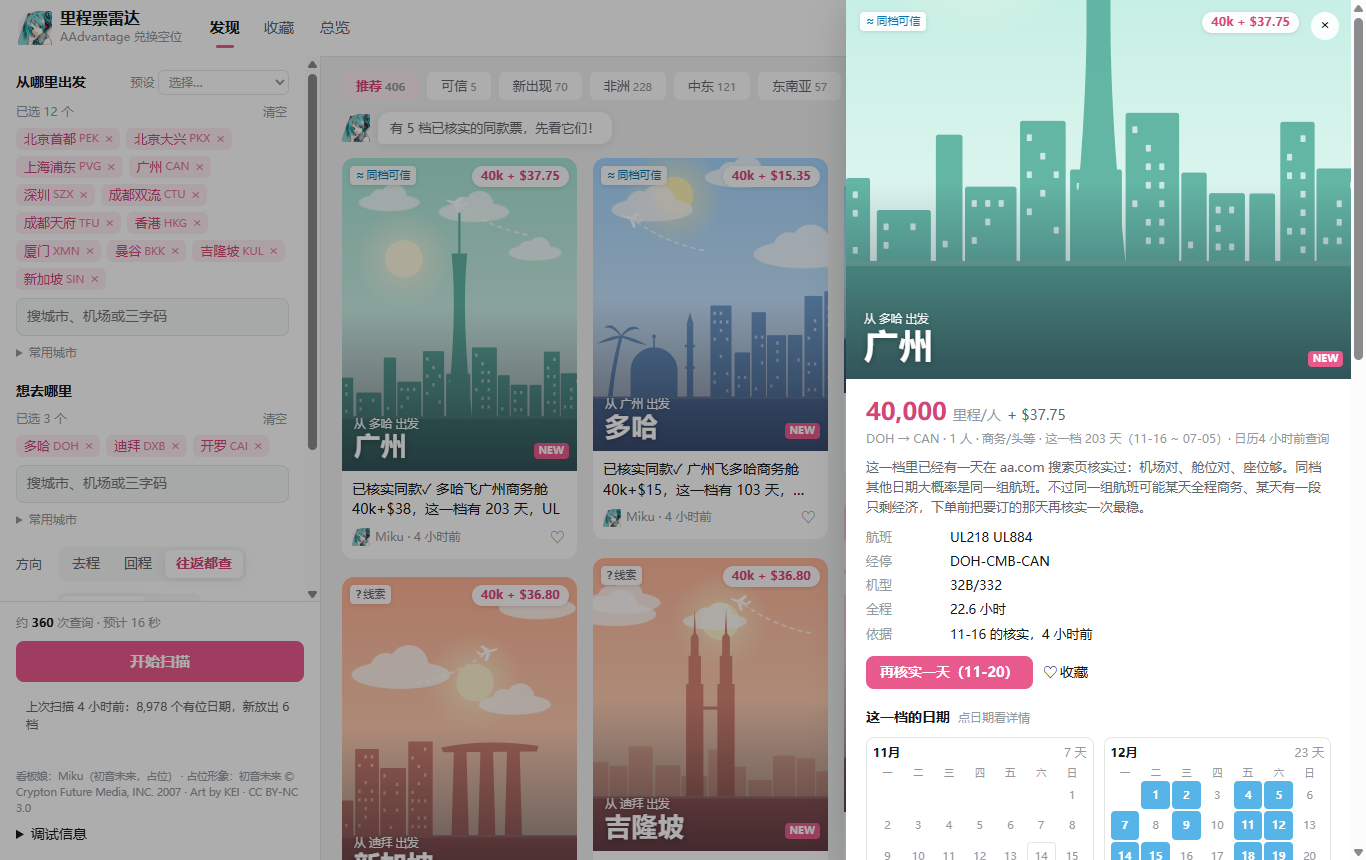 里程票雷达
AAdvantage 兑换空位
发现 收藏 总览
从哪里出发 预设 选择...
已选 12 个 清空
北京首都 PEK × 北京大兴 PKX ×
上海浦东 PVG × 广州 CAN ×
深圳 SZX × 成都双流 CTU ×
成都天府 TFU × 香港 HKG ×
厦门 XMN × 曼谷 BKK × 吉隆坡 KUL ×
新加坡 SIN ×
搜城市、机场或三字码
▶ 常用城市
想去哪里
已选 3 个 清空
多哈 DOH × 迪拜 DXB × 开罗 CAI ×
搜城市、机场或三字码
▶ 常用城市
方向 去程 回程 往返都查
约 360 次查询 · 预计 16 秒
开始扫描
上次扫描 4 小时前：8,978 个有位日期，新放出 6
档
看板娘：Miku（初音未来，占位） · 占位形象：初音未来 ©
Crypton Future Media, INC. 2007 · Art by KEI · CC BY-NC
3.0
▶ 调试信息
推荐 406 可信 5 新出现 70 非洲 228 中东 121 东南亚 57
有 5 档已核实的同款票，先看它们！
≈ 同档可信 40k + $37.75
从 多哈 出发
广州
NEW
已核实同款✓ 多哈飞广州商务舱
40k+$38，这一档有 203 天，UL
Miku · 4 小时前 ♡
≈ 同档可信 40k + $15.35
从 广州 出发
多哈
NEW
已核实同款✓ 广州飞多哈商务舱
40k+$15，这一档有 103 天，...
Miku · 4 小时前 ♡
? 线索 40k + $36.80
从 迪拜 出发
新加坡
? 线索 40k + $36.80
从 迪拜 出发
吉隆坡
NEW
≈ 同档可信 40k + $37.75 ×
从 多哈 出发
广州
NEW
40,000 里程/人 + $37.75
DOH → CAN · 1 人 · 商务/头等 · 这一档 203 天（11-16 ~ 07-05） · 日历4 小时前查询
这一档里已经有一天在 aa.com 搜索页核实过：机场对、舱位对、座位够。同档
其他日期大概率是同一组航班。不过同一组航班可能某天全程商务、某天有一段
只剩经济，下单前把要订的那天再核实一次最稳。
航班 UL218 UL884
经停 DOH-CMB-CAN
机型 32B/332
全程 22.6 小时
依据 11-16 的核实，4 小时前
再核实一天（11-20） ♡ 收藏
这一档的日期 点日期看详情
11月 7 天
一 二 三 四 五 六 日
1
2 3 4 5 6 7 8
9 10 11 12 13 14 15
12月 23 天
一 二 三 四 五 六 日
1 2 3 4 5 6
7 8 9 10 11 12 13
14 15 16 17 18 19 20